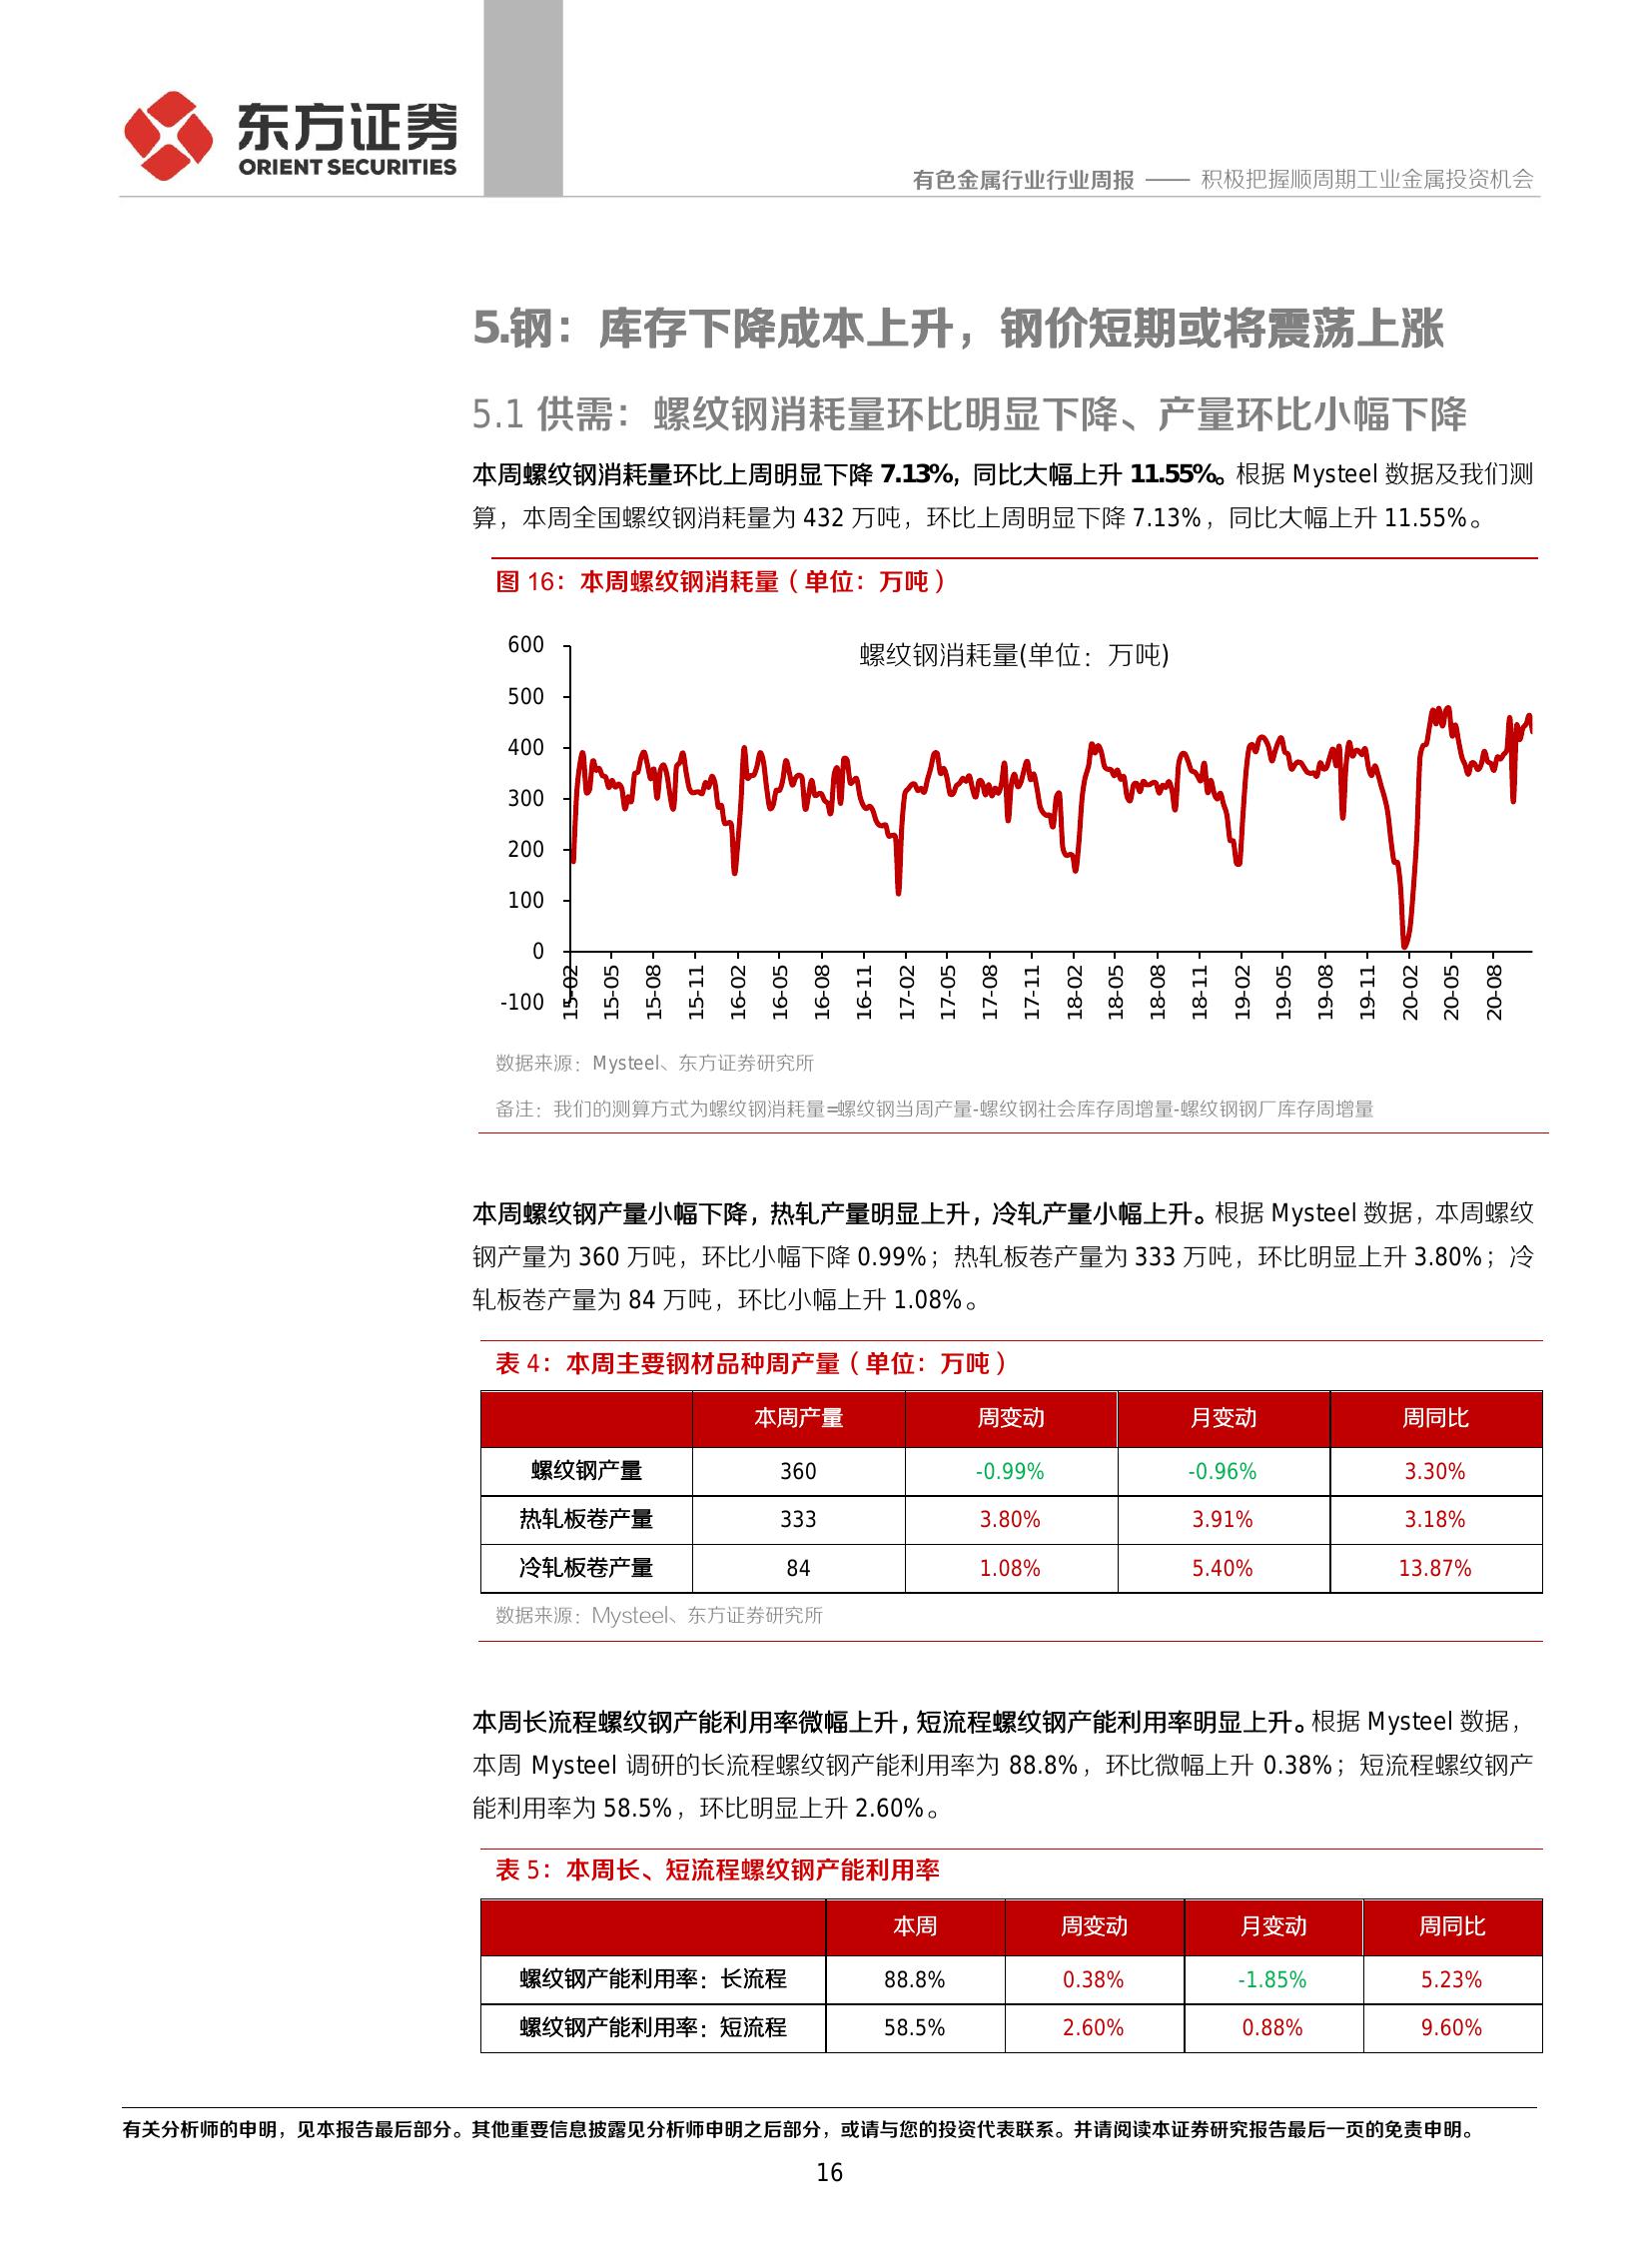 东方证券
ORIENT SECURITIES
有色金属行业行业周报 —— 积极把握顺周期工业金属投资机会
5.钢：库存下降成本上升，钢价短期或将震荡上涨
5.1 供需：螺纹钢消耗量环比明显下降、产量环比小幅下降
本周螺纹钢消耗量环比上周明显下降 7.13%，同比大幅上升 11.55%。根据 Mysteel 数据及我们测
算，本周全国螺纹钢消耗量为 432 万吨，环比上周明显下降 7.13%，同比大幅上升 11.55%。
图 16：本周螺纹钢消耗量（单位：万吨）
螺纹钢消耗量(单位：万吨)
600
500
400
300
200
100
0
-100
15-02 15-05 15-08 15-11 16-02 16-05 16-08 16-11 17-02 17-05 17-08 17-11 18-02 18-05 18-08 18-11 19-02 19-05 19-08 19-11 20-02 20-05 20-08
数据来源：Mysteel、东方证券研究所
备注：我们的测算方式为螺纹钢消耗量=螺纹钢当周产量-螺纹钢社会库存周增量-螺纹钢钢厂库存周增量
本周螺纹钢产量小幅下降，热轧产量明显上升，冷轧产量小幅上升。根据 Mysteel 数据，本周螺纹
钢产量为 360 万吨，环比小幅下降 0.99%；热轧板卷产量为 333 万吨，环比明显上升 3.80%；冷
轧板卷产量为 84 万吨，环比小幅上升 1.08%。
表 4：本周主要钢材品种周产量（单位：万吨）
本周产量 周变动 月变动 周同比
螺纹钢产量 360 -0.99% -0.96% 3.30%
热轧板卷产量 333 3.80% 3.91% 3.18%
冷轧板卷产量 84 1.08% 5.40% 13.87%
数据来源：Mysteel、东方证券研究所
本周长流程螺纹钢产能利用率微幅上升，短流程螺纹钢产能利用率明显上升。根据 Mysteel 数据，
本周 Mysteel 调研的长流程螺纹钢产能利用率为 88.8%，环比微幅上升 0.38%；短流程螺纹钢产
能利用率为 58.5%，环比明显上升 2.60%。
表 5：本周长、短流程螺纹钢产能利用率
本周 周变动 月变动 周同比
螺纹钢产能利用率：长流程 88.8% 0.38% -1.85% 5.23%
螺纹钢产能利用率：短流程 58.5% 2.60% 0.88% 9.60%
有关分析师的申明，见本报告最后部分。其他重要信息披露见分析师申明之后部分，或请与您的投资代表联系。并请阅读本证券研究报告最后一页的免责申明。
16